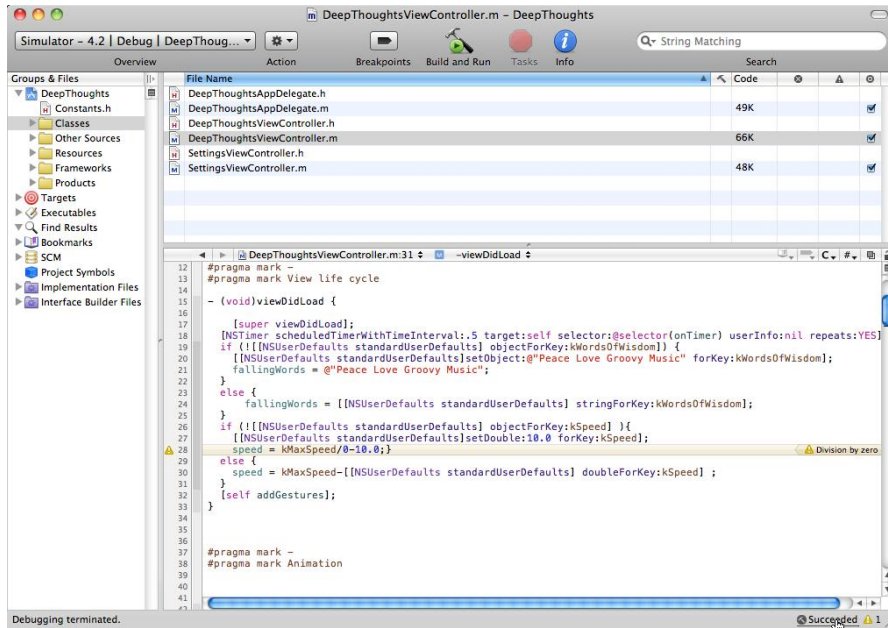 DeepThoughtsViewController.m – DeepThoughts
Simulator – 4.2 | Debug | DeepThoug...
String Matching
Overview Action Breakpoints Build and Run Tasks Info Search
Groups & Files File Name Code
DeepThoughts
Constants.h
Classes
Other Sources
Resources
Frameworks
Products
Targets
Executables
Find Results
Bookmarks
SCM
Project Symbols
Implementation Files
Interface Builder Files
DeepThoughtsAppDelegate.h
DeepThoughtsAppDelegate.m 49K
DeepThoughtsViewController.h
DeepThoughtsViewController.m 66K
SettingsViewController.h
SettingsViewController.m 48K
DeepThoughtsViewController.m:31 -viewDidLoad C #
12 #pragma mark -
13 #pragma mark View life cycle
14
15 - (void)viewDidLoad {
16
17 [super viewDidLoad];
18 [NSTimer scheduledTimerWithTimeInterval:.5 target:self selector:@selector(onTimer) userInfo:nil repeats:YES]
19 if (![[NSUserDefaults standardUserDefaults] objectForKey:kWordsOfWisdom]) {
20 [[NSUserDefaults standardUserDefaults]setObject:@"Peace Love Groovy Music" forKey:kWordsOfWisdom];
21 fallingWords = @"Peace Love Groovy Music";
22 }
23 else {
24 fallingWords = [[NSUserDefaults standardUserDefaults] stringForKey:kWordsOfWisdom];
25 }
26 if (![[NSUserDefaults standardUserDefaults] objectForKey:kSpeed] ){
27 [[NSUserDefaults standardUserDefaults]setDouble:10.0 forKey:kSpeed];
28 speed = kMaxSpeed/0-10.0;} Division by zero
29 else {
30 speed = kMaxSpeed-[[NSUserDefaults standardUserDefaults] doubleForKey:kSpeed] ;
31 }
32 [self addGestures];
33 }
34
35
36
37 #pragma mark -
38 #pragma mark Animation
39
40
41
Debugging terminated. Succeeded 1